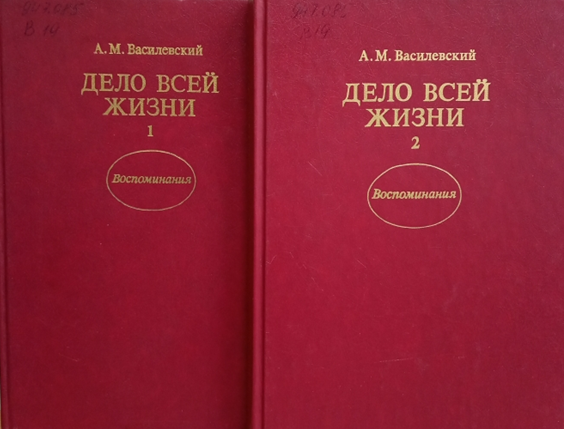 А. М. Василевский
ДЕЛО ВСЕЙ
ЖИЗНИ
1
Воспоминания
А. М. Василевский
ДЕЛО ВСЕЙ
ЖИЗНИ
2
Воспоминания